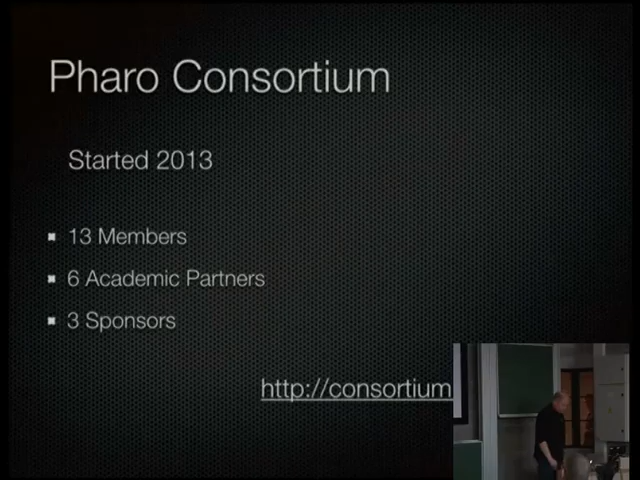 Pharo Consortium
Started 2013
13 Members
6 Academic Partners
3 Sponsors
http://consortium